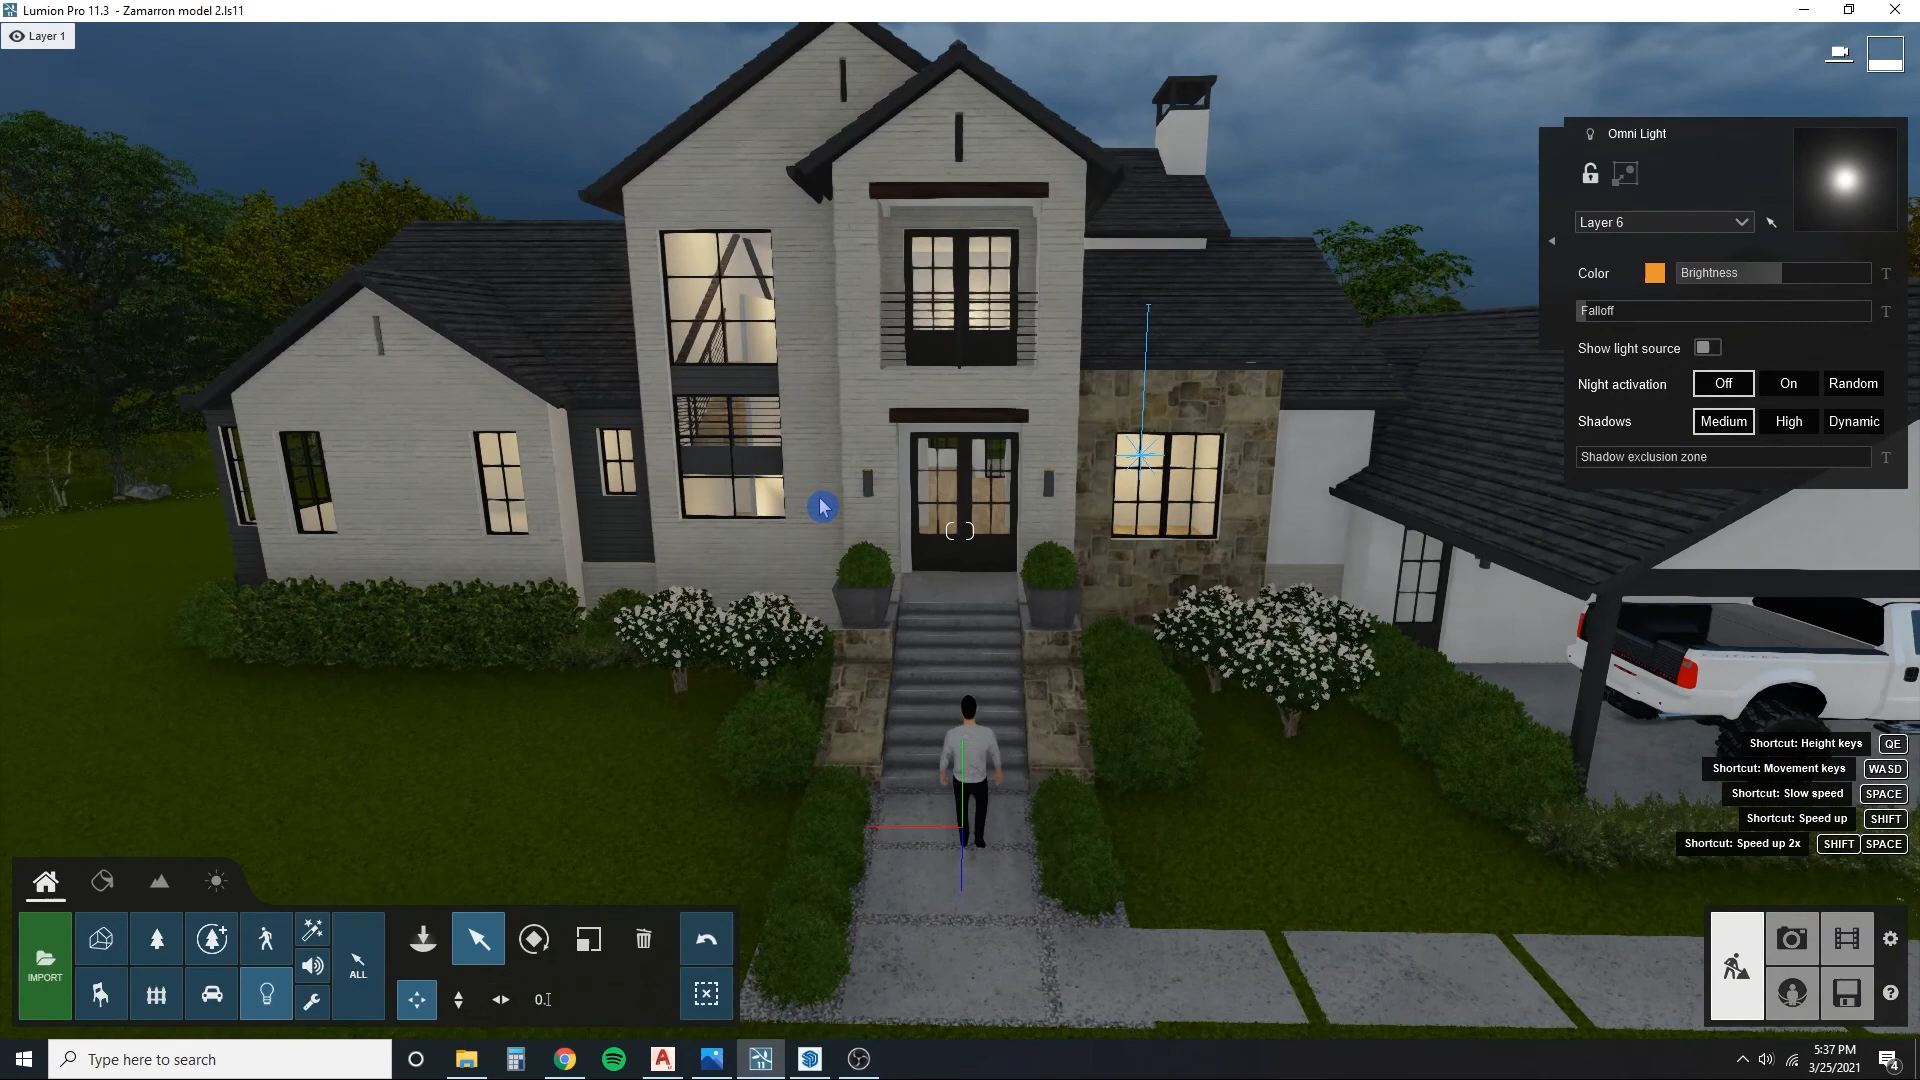 Lumion Pro 11.3 - Zamarron model 2.ls11
Layer 1
Omni Light
Layer 6
Color
Brightness
T
Falloff
T
Show light source
Night activation
Off
On
Random
Shadows
Medium
High
Dynamic
Shadow exclusion zone
T
Shortcut: Height keys
QE
Shortcut: Movement keys
WASD
Shortcut: Slow speed
SPACE
Shortcut: Speed up
SHIFT
Shortcut: Speed up 2x
SHIFT
SPACE
IMPORT
ALL
Type here to search
11
5:37 PM
3/25/2021
4